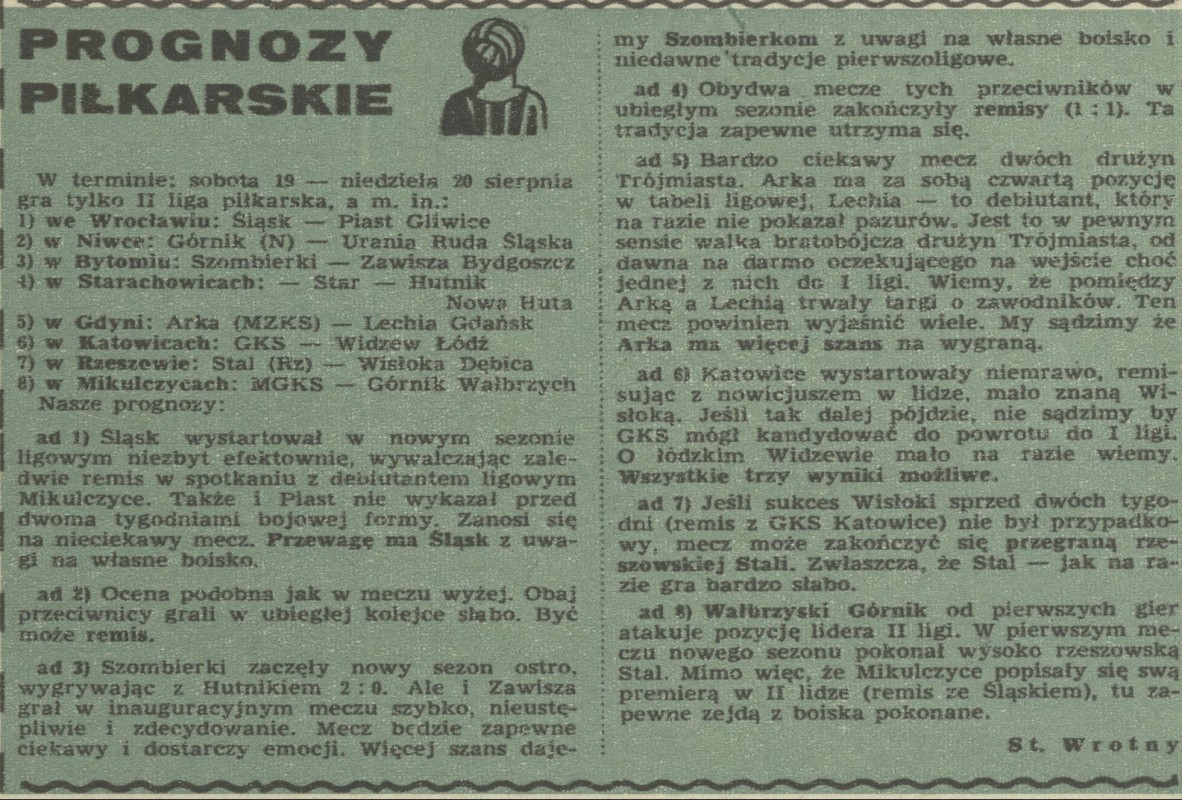 PROGNOZY
PIŁKARSKIE
W terminie: sobota 19 — niedziela 20 sierpnia
gra tylko II liga piłkarska, a m. in.:
1) we Wrocławiu: Śląsk — Piast Gliwice
2) w Niwce: Górnik (N) — Urania Ruda Śląska
3) w Bytomiu: Szombierki — Zawisza Bydgoszcz
4) w Starachowicach: — Star — Hutnik
Nowa Huta
5) w Gdyni: Arka (MZKS) — Lechia Gdańsk
6) w Katowicach: GKS — Widzew Łódź
7) w Rzeszowie: Stal (Rz) — Wisłoka Dębica
8) w Mikulczycach: MGKS — Górnik Wałbrzych
Nasze prognozy:
ad 1) Śląsk wystartował w nowym sezonie
ligowym niezbyt efektownie, wywalczając zale-
dwie remis w spotkaniu z debiutantem ligowym
Mikulczyce. Także i Piast nie wykazał przed
dwoma tygodniami bojowej formy. Zanosi się
na nieciekawy mecz. Przewagę ma Śląsk z uwa-
gi na własne boisko.
ad 2) Ocena podobna jak w meczu wyżej. Obaj
przeciwnicy grali w ubiegłej kolejce słabo. Być
może remis.
ad 3) Szombierki zaczęły nowy sezon ostro,
wygrywając z Hutnikiem 2:0. Ale i Zawisza
grał w inauguracyjnym meczu szybko, nieustę-
pliwie i zdecydowanie. Mecz będzie zapewne
ciekawy i dostarczy emocji. Więcej szans daje-
my Szombierkom z uwagi na własne boisko i
niedawne tradycje pierwszoligowe.
ad 4) Obydwa mecze tych przeciwników w
ubiegłym sezonie zakończyły remisy (1:1). Ta
tradycja zapewne utrzyma się.
ad 5) Bardzo ciekawy mecz dwóch drużyn
Trójmiasta. Arka ma za sobą czwartą pozycję
w tabeli ligowej, Lechia — to debiutant, który
na razie nie pokazał pazurów. Jest to w pewnym
sensie walka bratobójcza drużyn Trójmiasta, od
dawna na darmo oczekującego na wejście choć
jednej z nich do I ligi. Wiemy, że pomiędzy
Arką a Lechią trwały targi o zawodników. Ten
mecz powinien wyjaśnić wiele. My sądzimy że
Arka ma więcej szans na wygraną.
ad 6) Katowice wystartowały niemrawo, remi-
sując z nowicjuszem w lidze, mało znaną Wi-
słoką. Jeśli tak dalej pójdzie, nie sądzimy by
GKS mógł kandydować do powrotu do I ligi.
O łódzkim Widzewie mało na razie wiemy.
Wszystkie trzy wyniki możliwe.
ad 7) Jeśli sukces Wisłoki sprzed dwóch tygo-
dni (remis z GKS Katowice) nie był przypadko-
wy, mecz może zakończyć się przegraną rze-
szowskiej Stali. Zwłaszcza, że Stal — jak na ra-
zie gra bardzo słabo.
ad 8) Wałbrzyski Górnik od pierwszych gier
atakuje pozycję lidera II ligi. W pierwszym me-
czu nowego sezonu pokonał wysoko rzeszowską
Stal. Mimo więc, że Mikulczyce popisały się swą
premierą w II lidze (remis ze Śląskiem), tu za-
pewne zejdą z boiska pokonane.
St. Wrotny